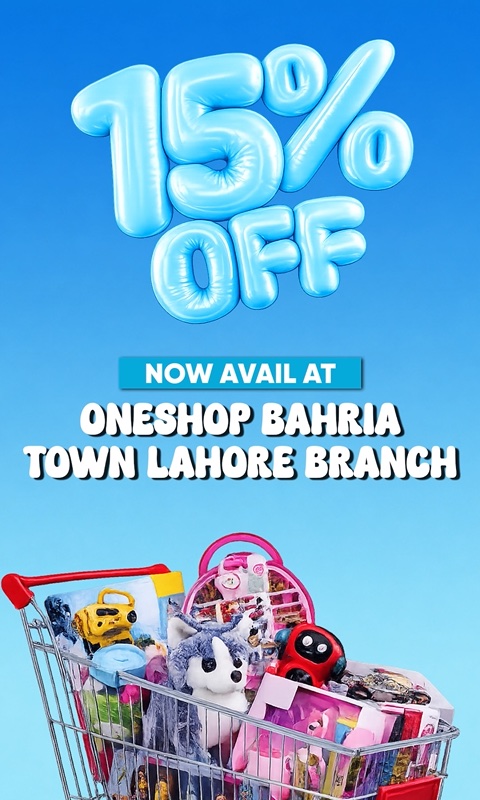 15%
OFF
NOW AVAIL AT
ONESHOP BAHRIA
TOWN LAHORE BRANCH